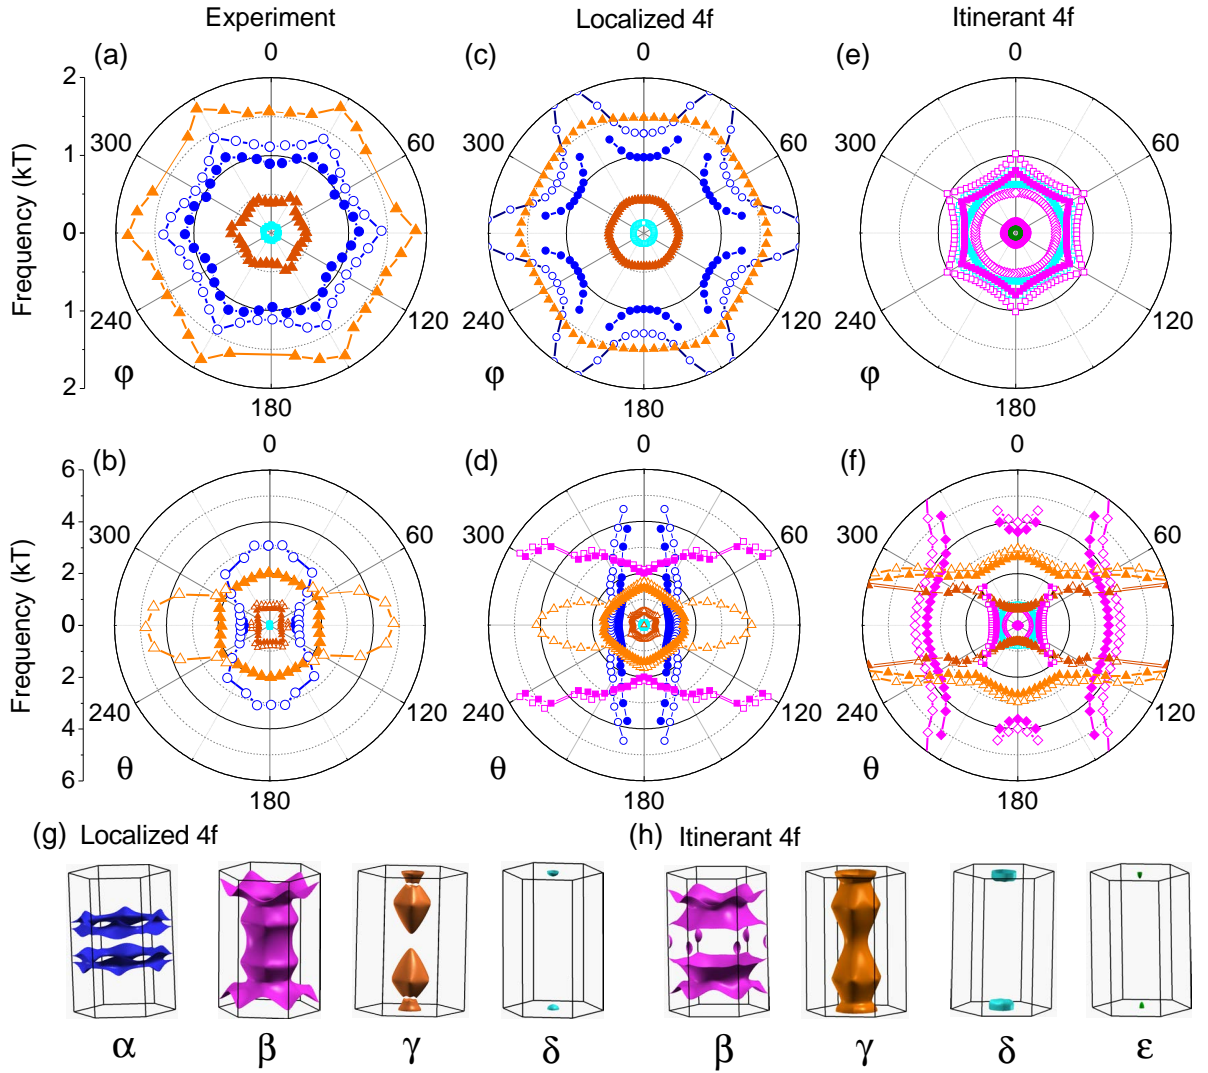 Experiment
Localized 4f
Itinerant 4f
(a)
0
(c)
0
(e)
0
2
1
0
1
2
Frequency (kT)
300
60
240
120
180
φ
300
60
240
120
180
φ
300
60
240
120
180
φ
(b)
0
(d)
0
(f)
0
6
4
2
0
2
4
6
Frequency (kT)
300
60
240
120
180
θ
300
60
240
120
180
θ
300
60
240
120
180
θ
(g) Localized 4f
(h) Itinerant 4f
α β γ δ β γ δ ε